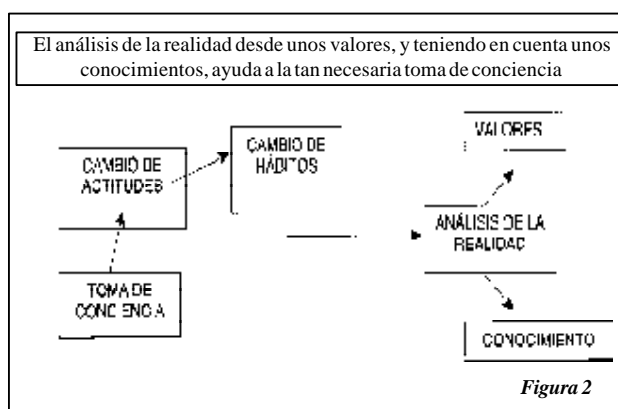 El análisis de la realidad desde unos valores, y teniendo en cuenta unos
conocimientos, ayuda a la tan necesaria toma de conciencia
CAMBIO DE
ACTITUDES
CAMBIO DE
HÁBITOS
TOMA DE
CONCIENCIA
VALORES
ANÁLISIS DE LA
REALIDAD
CONOCIMIENTO
Figura 2